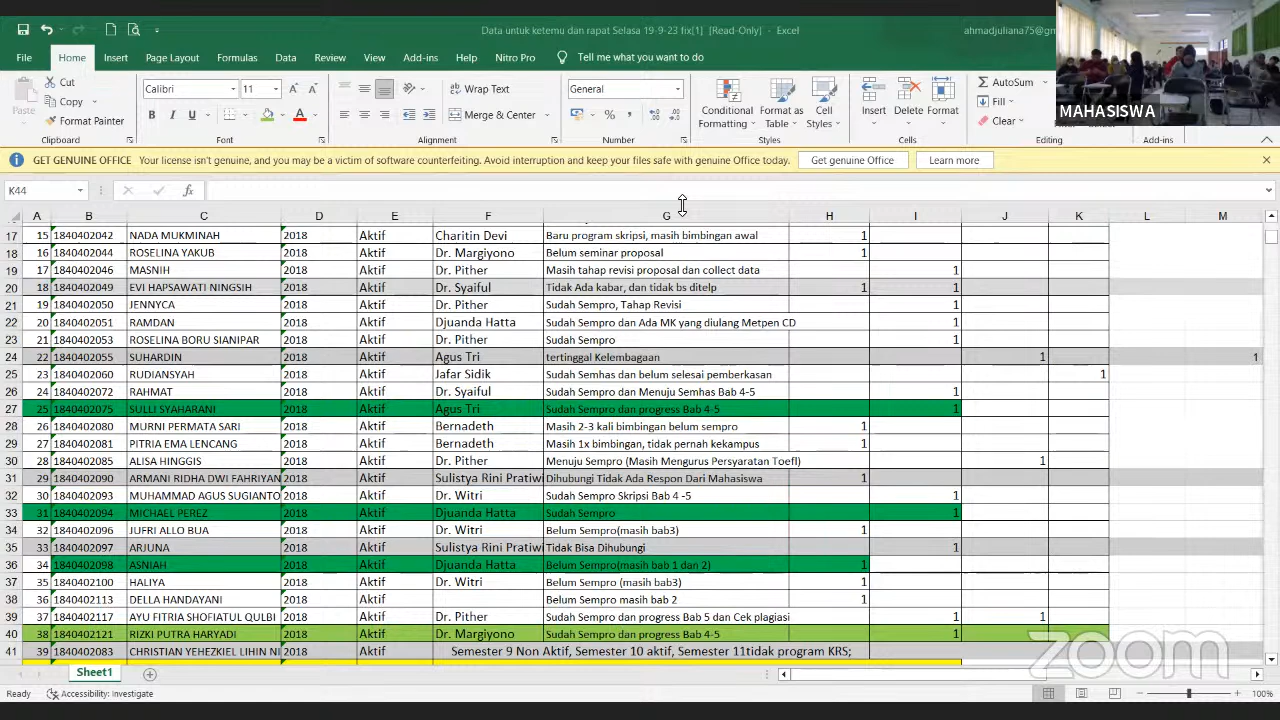 Data untuk ketemu dan rapat Selasa 19-9-23 fix[1] [Read-Only] - Excel ahmadjuliana75@gm
File Home Insert Page Layout Formulas Data Review View Add-ins Help Nitro Pro Tell me what you want to do
Paste Cut Copy Format Painter Clipboard
Calibri 11 B I U A Font
Wrap Text Merge & Center Alignment
General % Number
Conditional Formatting Format as Table Cell Styles Styles
Insert Delete Format Cells
AutoSum Fill Clear Editing
Add-ins
MAHASISWA
GET GENUINE OFFICE Your license isn't genuine, and you may be a victim of software counterfeiting. Avoid interruption and keep your files safe with genuine Office today. Get genuine Office Learn more
K44 fx
A B C D E F G H I J K L M
17 15 1840402042 NADA MUKMINAH 2018 Aktif Charitin Devi Baru program skripsi, masih bimbingan awal 1
18 16 1840402044 ROSELINA YAKUB 2018 Aktif Dr. Margiyono Belum seminar proposal 1
19 17 1840402046 MASNIH 2018 Aktif Dr. Pither Masih tahap revisi proposal dan collect data 1
20 18 1840402049 EVI HAPSAWATI NINGSIH 2018 Aktif Dr. Syaiful Tidak Ada kabar, dan tidak bs ditelp 1 1
21 19 1840402050 JENNYCA 2018 Aktif Dr. Pither Sudah Sempro, Tahap Revisi 1
22 20 1840402051 RAMDAN 2018 Aktif Djuanda Hatta Sudah Sempro dan Ada MK yang diulang Metpen CD 1
23 21 1840402053 ROSELINA BORU SIANIPAR 2018 Aktif Dr. Pither Sudah Sempro 1
24 22 1840402055 SUHARDIN 2018 Aktif Agus Tri tertinggal Kelembagaan 1 1
25 23 1840402060 RUDIANSYAH 2018 Aktif Jafar Sidik Sudah Semhas dan belum selesai pemberkasan 1
26 24 1840402072 RAHMAT 2018 Aktif Dr. Syaiful Sudah Sempro dan Menuju Semhas Bab 4-5 1
27 25 1840402075 SULLI SYAHARANI 2018 Aktif Agus Tri Sudah Sempro dan progress Bab 4-5 1
28 26 1840402080 MURNI PERMATA SARI 2018 Aktif Bernadeth Masih 2-3 kali bimbingan belum sempro 1
29 27 1840402081 PITRIA EMA LENCANG 2018 Aktif Bernadeth Masih 1x bimbingan, tidak pernah kekampus 1
30 28 1840402085 ALISA HINGGIS 2018 Aktif Dr. Pither Menuju Sempro (Masih Mengurus Persyaratan Toefl) 1
31 29 1840402090 ARMANI RIDHA DWI FAHRIYAN 2018 Aktif Sulistya Rini Pratiwi Dihubungi Tidak Ada Respon Dari Mahasiswa 1
32 30 1840402093 MUHAMMAD AGUS SUGIANTO 2018 Aktif Dr. Witri Sudah Sempro Skripsi Bab 4 -5 1
33 31 1840402094 MICHAEL PEREZ 2018 Aktif Djuanda Hatta Sudah Sempro 1
34 32 1840402096 JUFRI ALLO BUA 2018 Aktif Dr. Witri Belum Sempro(masih bab3) 1
35 33 1840402097 ARJUNA 2018 Aktif Sulistya Rini Pratiwi Tidak Bisa Dihubungi 1
36 34 1840402098 ASNIAH 2018 Aktif Djuanda Hatta Belum Sempro(masih bab 1 dan 2) 1
37 35 1840402100 HALIYA 2018 Aktif Dr. Witri Belum Sempro (masih bab3) 1
38 36 1840402113 DELLA HANDAYANI 2018 Aktif Belum Sempro masih bab 2 1
39 37 1840402117 AYU FITRIA SHOFIATUL QULBI 2018 Aktif Dr. Pither Sudah Sempro dan progress Bab 5 dan Cek plagiasi 1 1
40 38 1840402121 RIZKI PUTRA HARYADI 2018 Aktif Dr. Margiyono Sudah Sempro dan progress Bab 4-5 1
41 39 1840402083 CHRISTIAN YEHEZKIEL LIHIN NI 2018 Aktif Semester 9 Non Aktif, Semester 10 aktif, Semester 11tidak program KRS;
zoom
Sheet1
Ready Accessibility: Investigate 100%